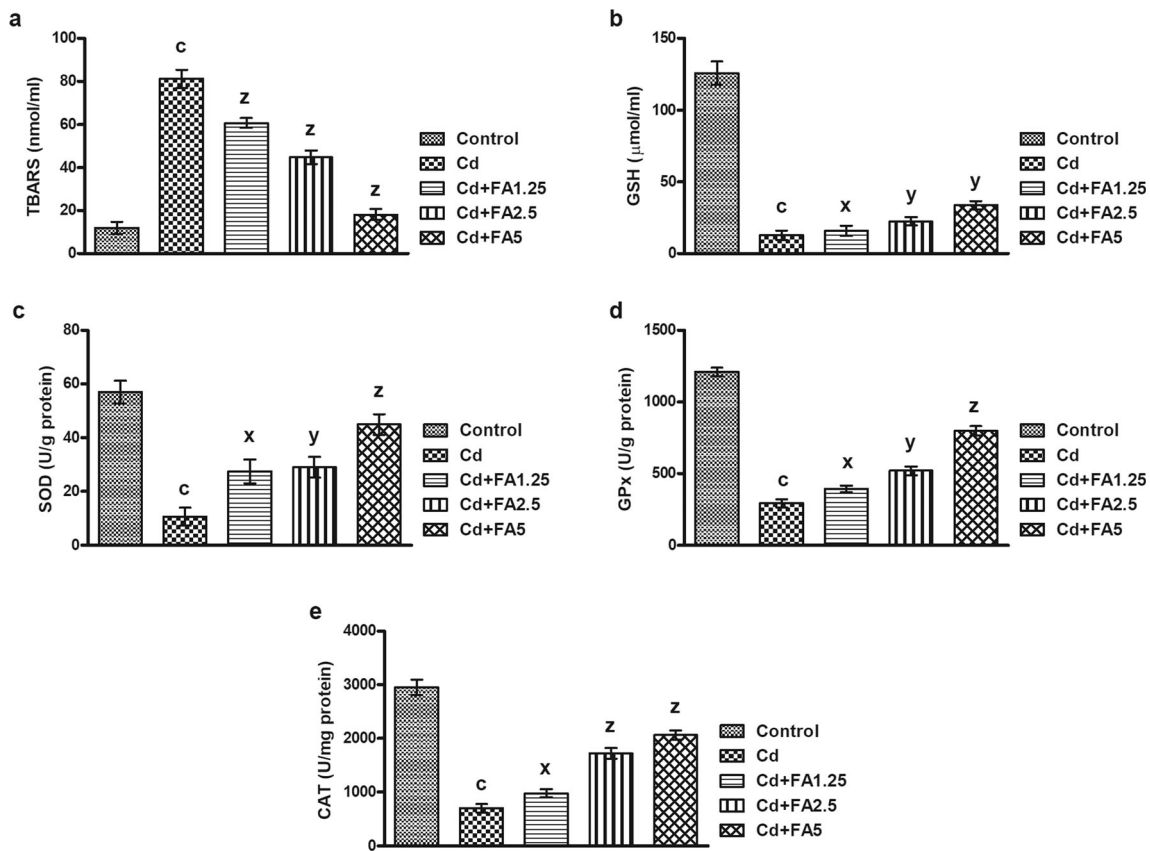 a
TBARS (nmol/ml)
100
80
60
40
20
0
c
z
z
z
Control
Cd
Cd+FA1.25
Cd+FA2.5
Cd+FA5
b
GSH (μmol/ml)
150
100
50
0
c
x
y
y
Control
Cd
Cd+FA1.25
Cd+FA2.5
Cd+FA5
c
SOD (U/g protein)
80
60
40
20
0
c
x
y
z
Control
Cd
Cd+FA1.25
Cd+FA2.5
Cd+FA5
d
GPx (U/g protein)
1500
1000
500
0
c
x
y
z
Control
Cd
Cd+FA1.25
Cd+FA2.5
Cd+FA5
e
CAT (U/mg protein)
4000
3000
2000
1000
0
c
x
z
z
Control
Cd
Cd+FA1.25
Cd+FA2.5
Cd+FA5